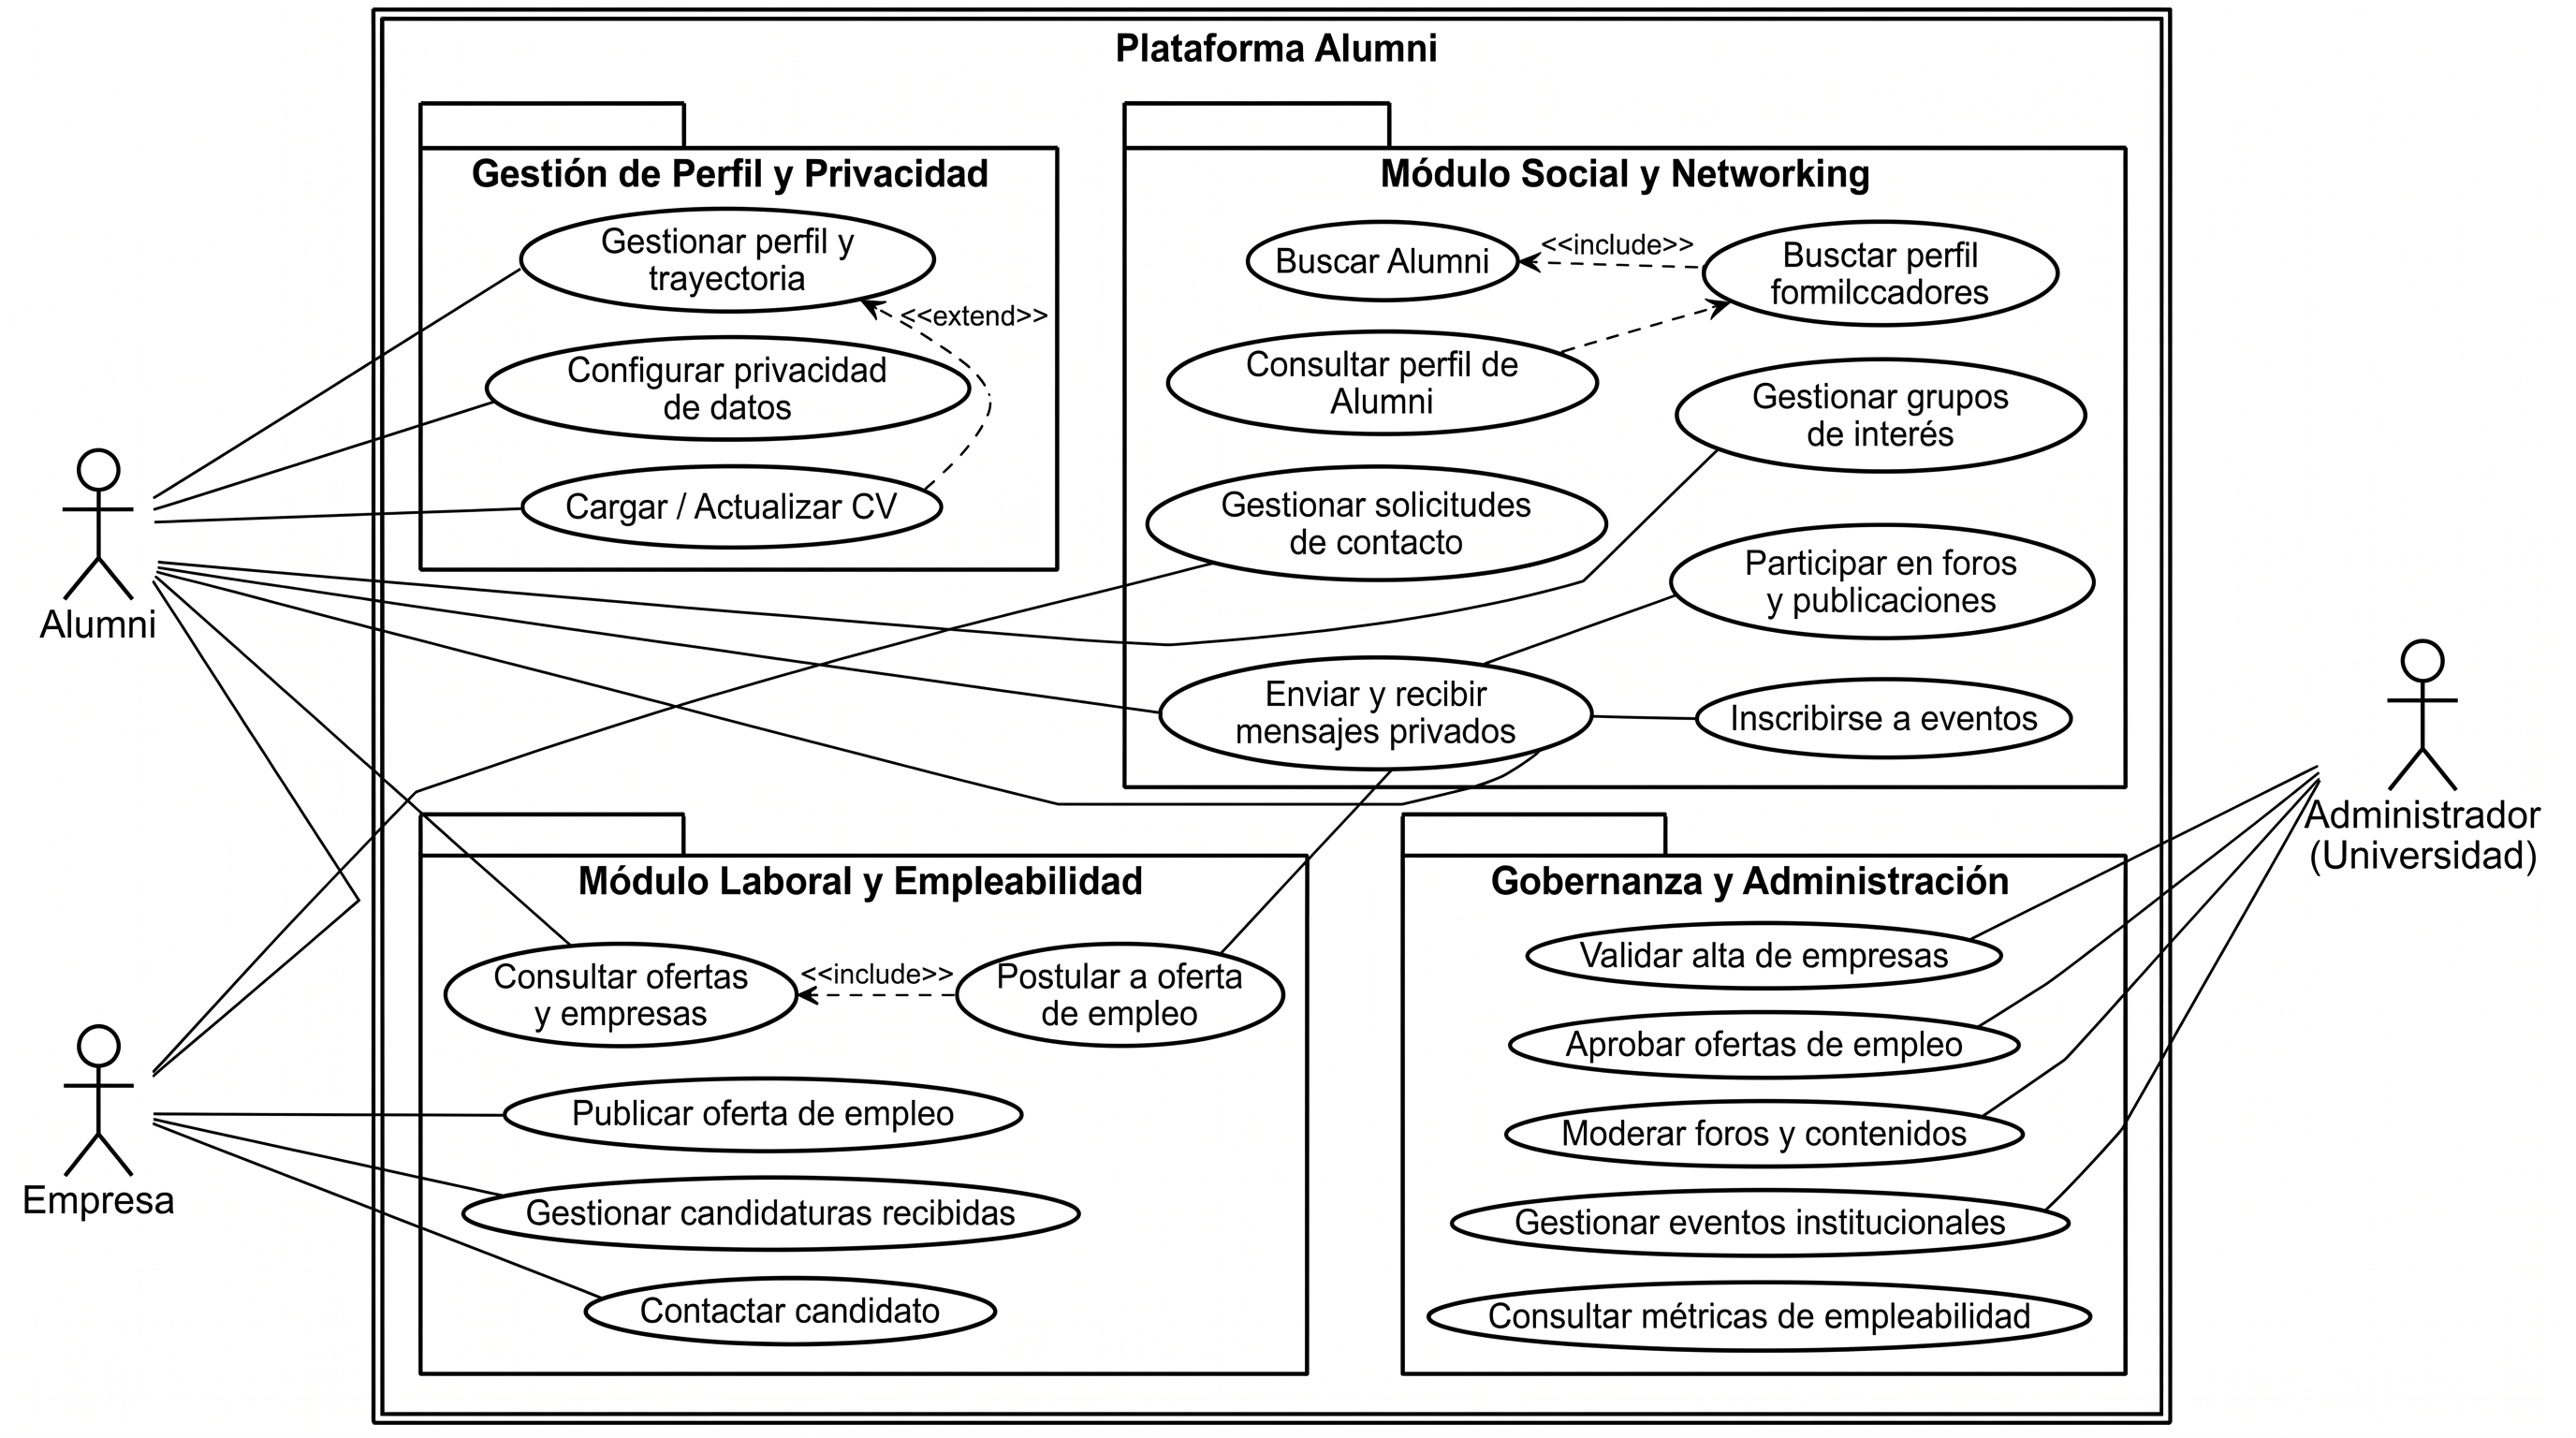 Plataforma Alumni
Gestión de Perfil y Privacidad
Gestionar perfil y
trayectoria
<<extend>>
Configurar privacidad
de datos
Cargar / Actualizar CV
Módulo Social y Networking
Buscar Alumni
<<include>>
Busctar perfil
formilccadores
Consultar perfil de
Alumni
Gestionar grupos
de interés
Gestionar solicitudes
de contacto
Participar en foros
y publicaciones
Enviar y recibir
mensajes privados
Inscribirse a eventos
Alumni
Administrador
(Universidad)
Módulo Laboral y Empleabilidad
Consultar ofertas
y empresas
<<include>>
Postular a oferta
de empleo
Publicar oferta de empleo
Gestionar candidaturas recibidas
Contactar candidato
Empresa
Gobernanza y Administración
Validar alta de empresas
Aprobar ofertas de empleo
Moderar foros y contenidos
Gestionar eventos institucionales
Consultar métricas de empleabilidad